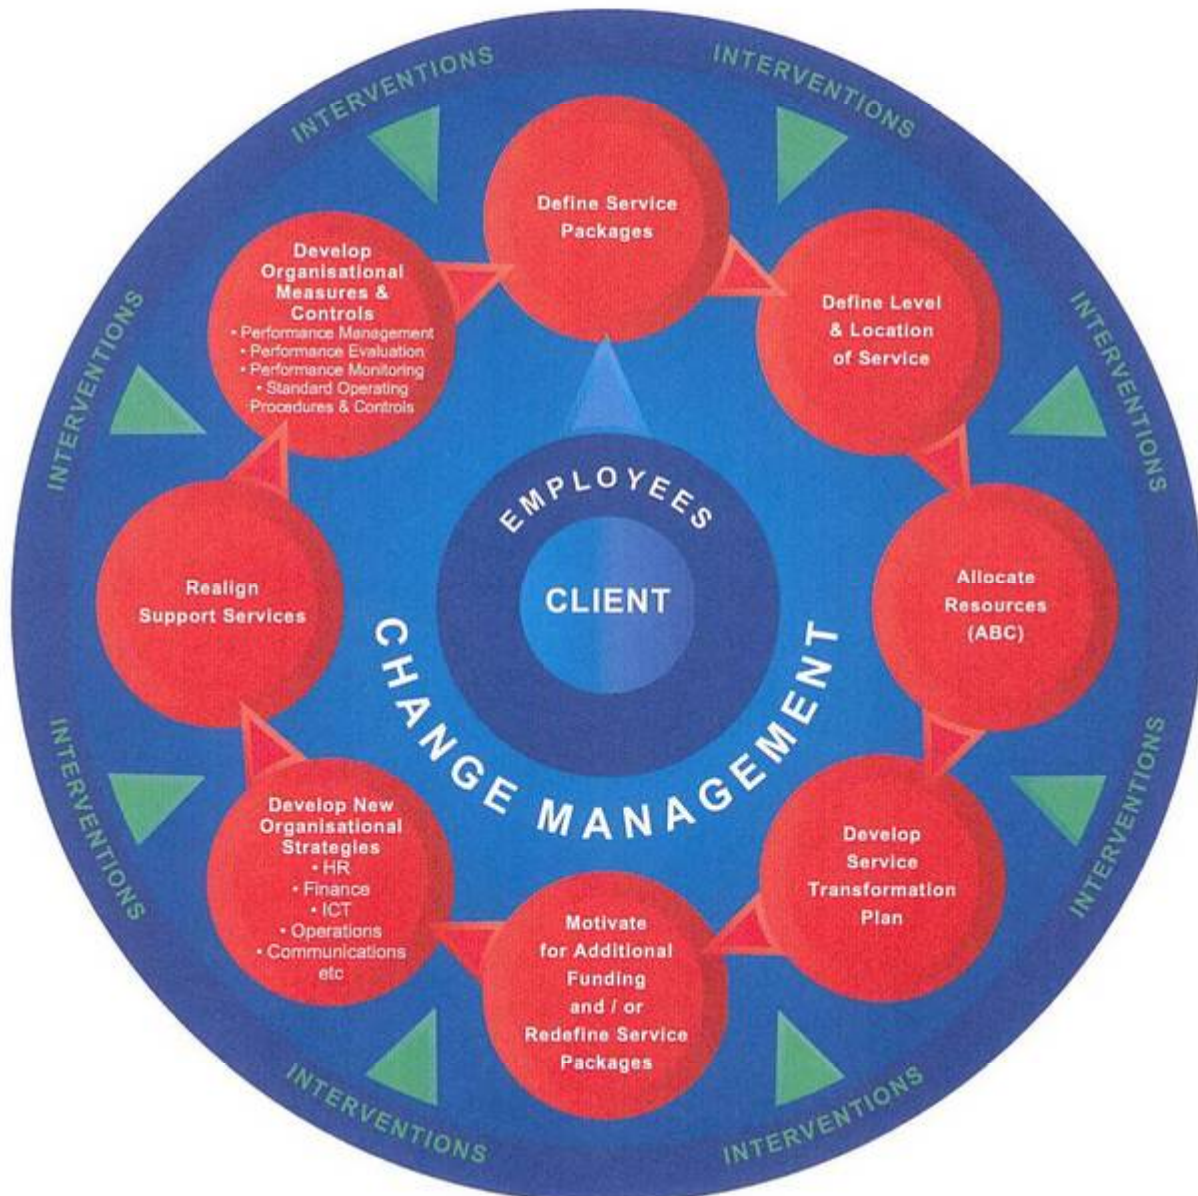 INTERVENTIONS
INTERVENTIONS
Define Service
Packages
Define Level
& Location
of Service
INTERVENTIONS
Allocate
Resources
(ABC)
INTERVENTIONS
Develop
Service
Transformation
Plan
INTERVENTIONS
Motivate
for Additional
Funding
and / or
Redefine Service
Packages
INTERVENTIONS
Develop New
Organisational
Strategies
• HR
• Finance
• ICT
• Operations
• Communications
etc
INTERVENTIONS
Realign
Support Services
INTERVENTIONS
Develop
Organisational
Measures &
Controls
• Performance Management
• Performance Evaluation
• Performance Monitoring
• Standard Operating
Procedures & Controls
EMPLOYEES
CLIENT
CHANGE MANAGEMENT